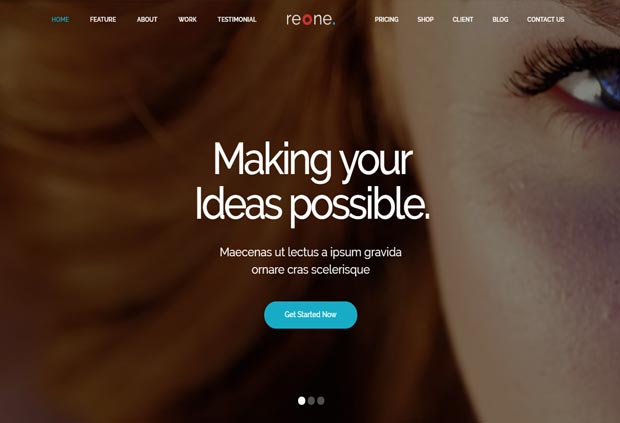 HOME FEATURE ABOUT WORK TESTIMONIAL reone. PRICING SHOP CLIENT BLOG CONTACT US
Making your
Ideas possible.
Maecenas ut lectus a ipsum gravida
ornare cras scelerisque
Get Started Now